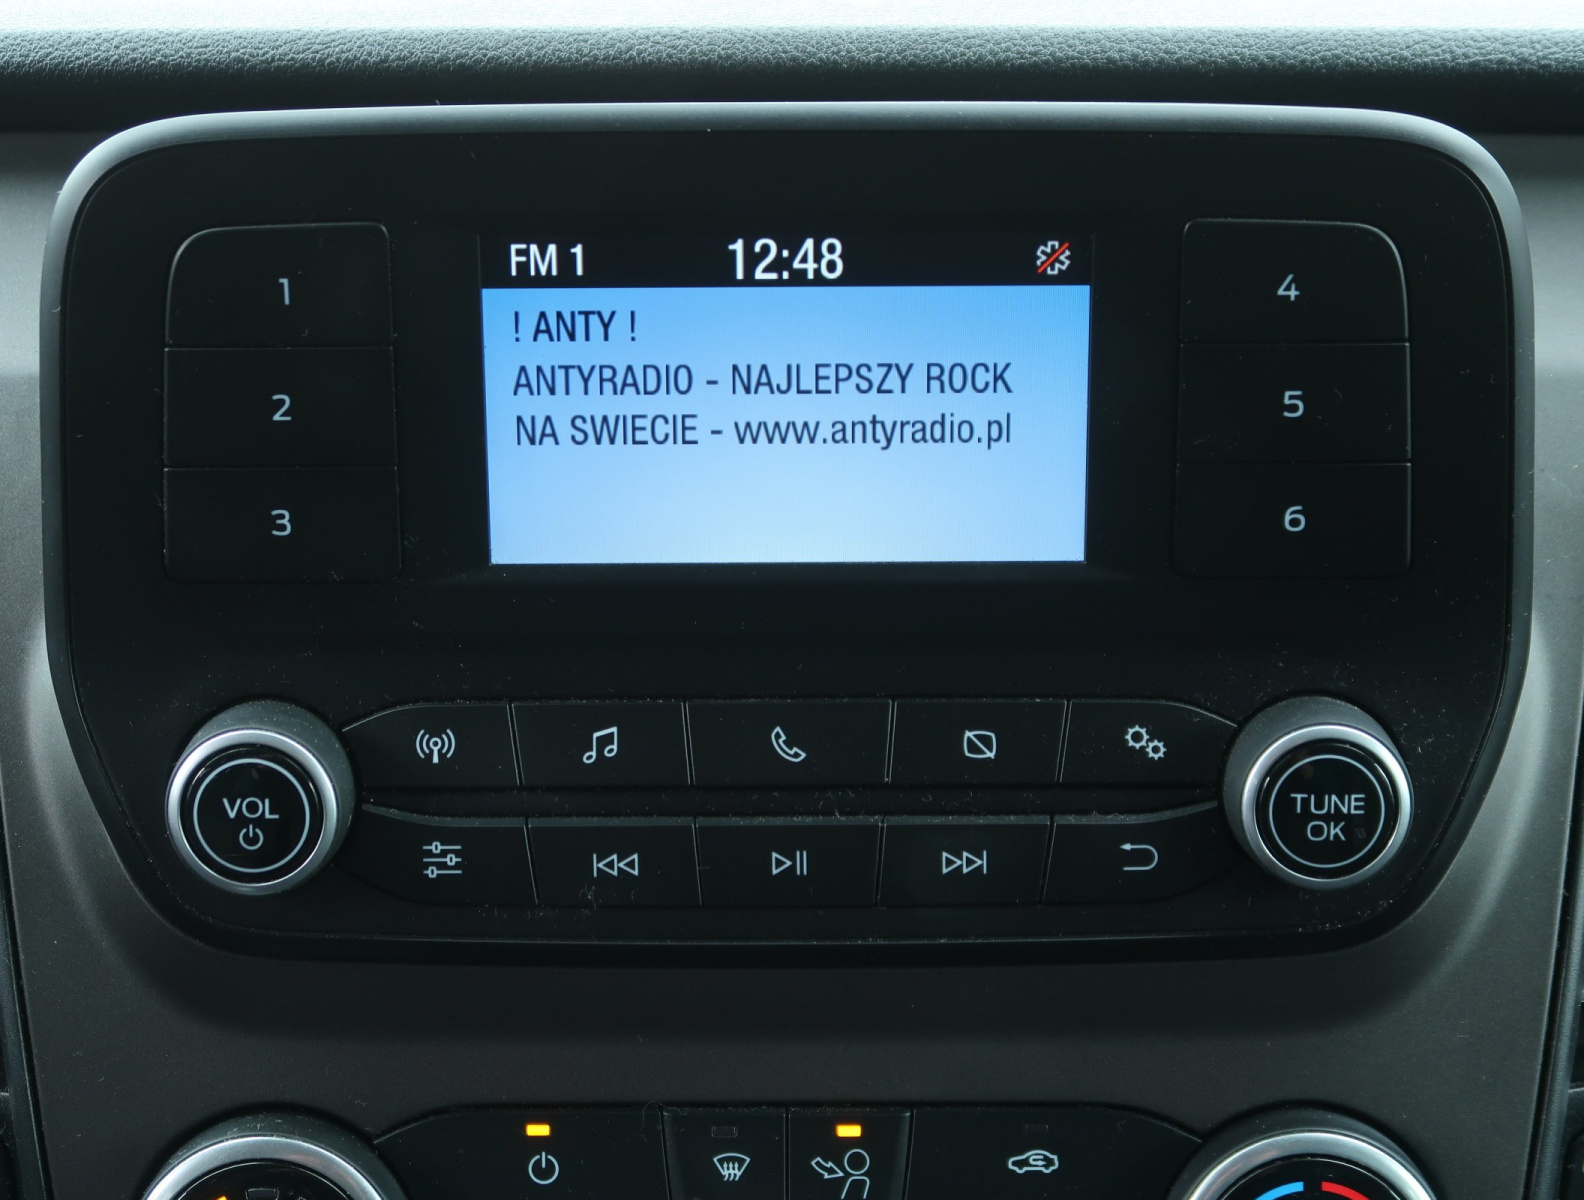 FM 1 12:48
! ANTY !
ANTYRADIO - NAJLEPSZY ROCK
NA SWIECIE - www.antyradio.pl
1
2
3
4
5
6
VOL
TUNE
OK